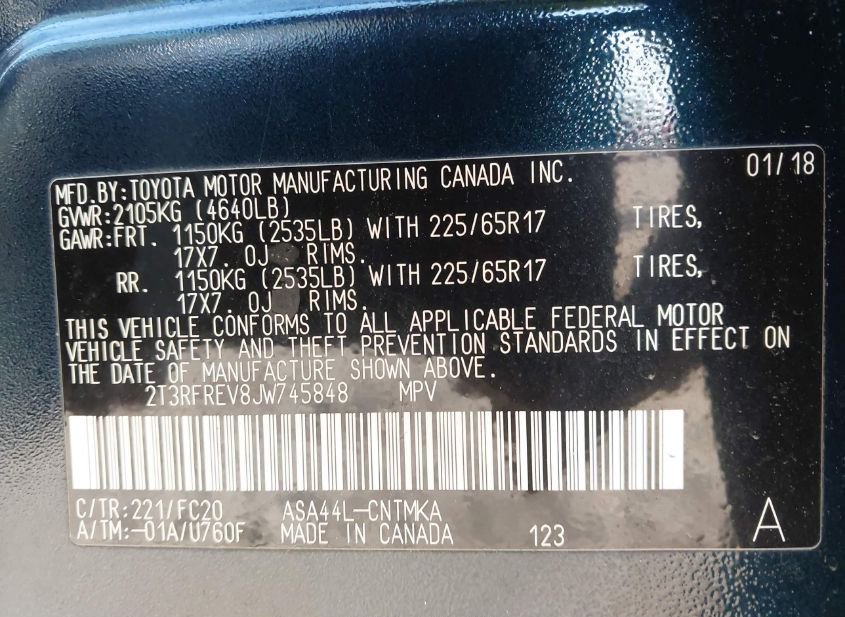 MFD.BY:TOYOTA MOTOR MANUFACTURING CANADA INC. 01/18
GVWR:2105KG (4640LB)
GAWR:FRT. 1150KG (2535LB) WITH 225/65R17 TIRES,
17X7. 0J RIMS.
RR. 1150KG (2535LB) WITH 225/65R17 TIRES,
17X7. 0J RIMS.
THIS VEHICLE CONFORMS TO ALL APPLICABLE FEDERAL MOTOR
VEHICLE SAFETY AND THEFT PREVENTION STANDARDS IN EFFECT ON
THE DATE OF MANUFACTURE SHOWN ABOVE.
2T3RFREV8JW745848 MPV
C/TR:221/FC20 ASA44L-CNTMKA
A/TM:-01A/U760F MADE IN CANADA 123 A